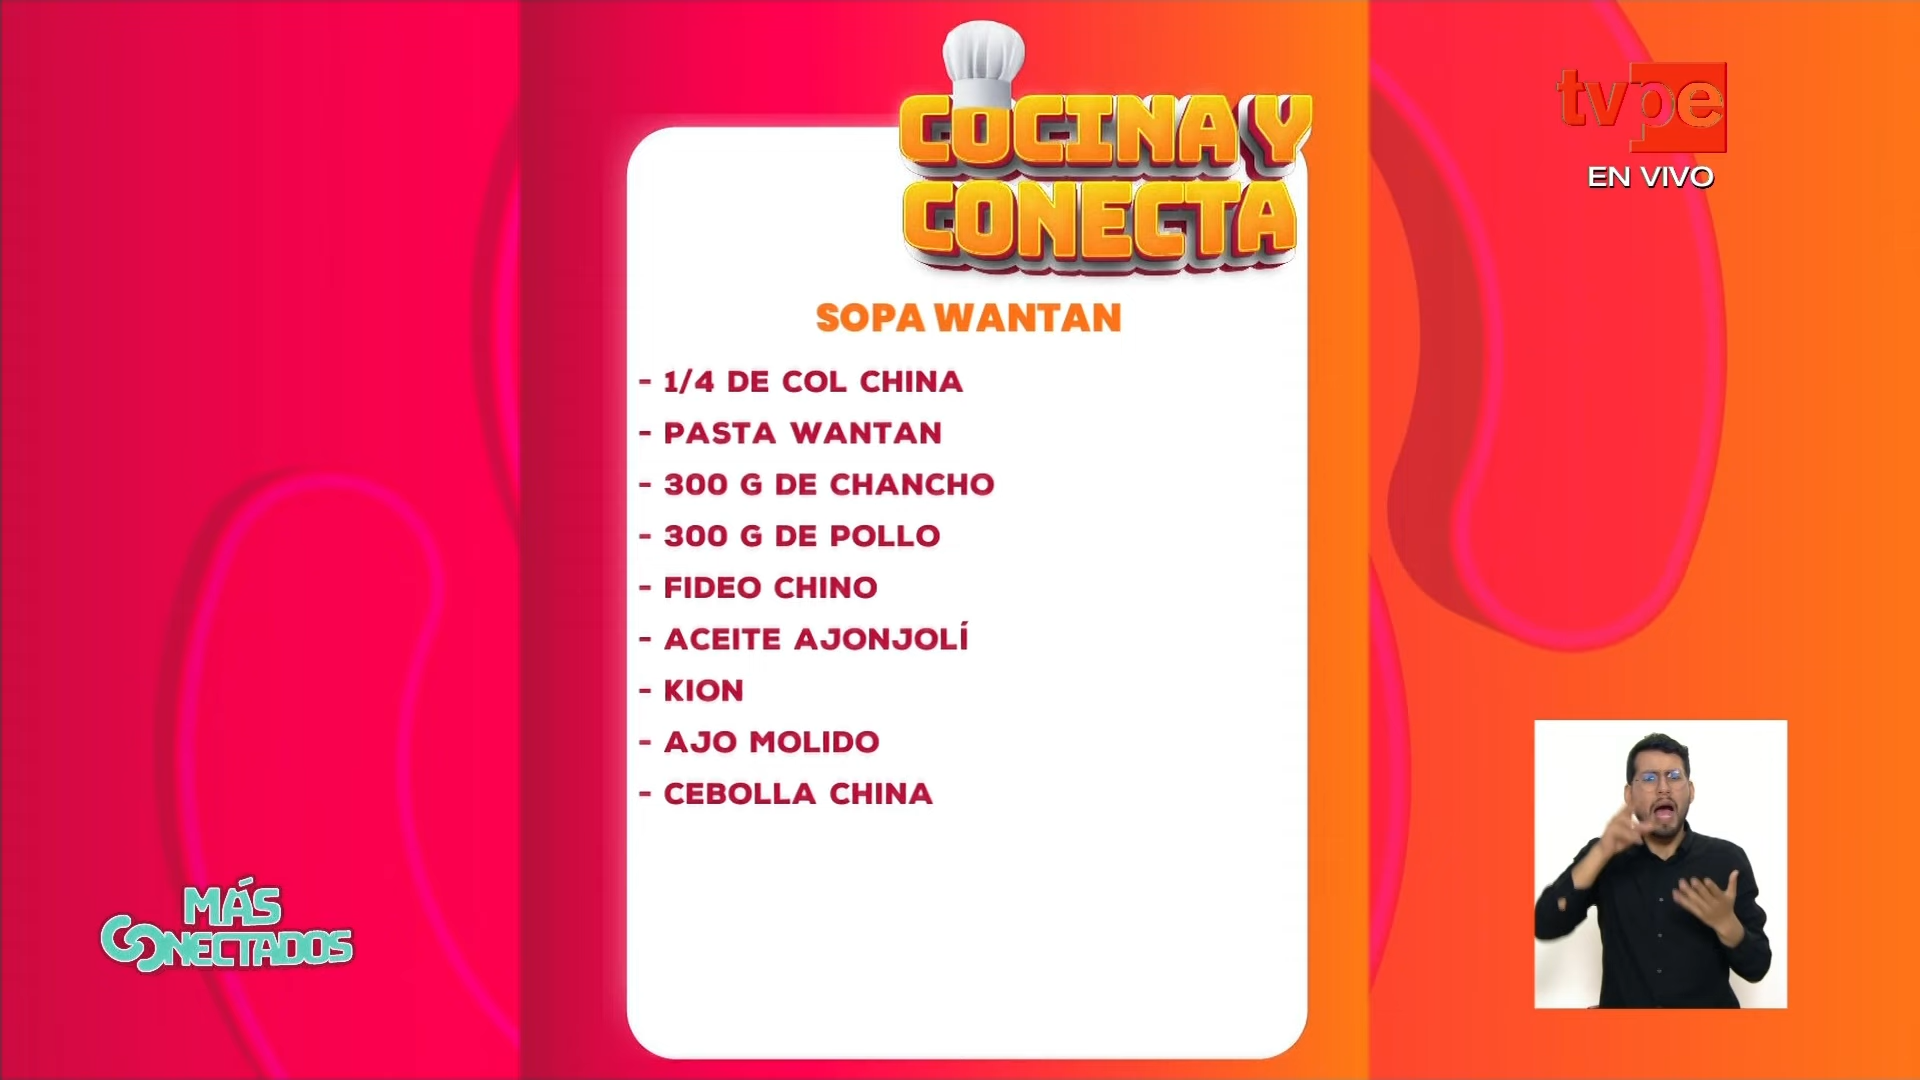 COCINA Y
CONECTA
tvpe
EN VIVO
SOPA WANTAN
- 1/4 DE COL CHINA
- PASTA WANTAN
- 300 G DE CHANCHO
- 300 G DE POLLO
- FIDEO CHINO
- ACEITE AJONJOLÍ
- KION
- AJO MOLIDO
- CEBOLLA CHINA
MÁS
CONECTADOS